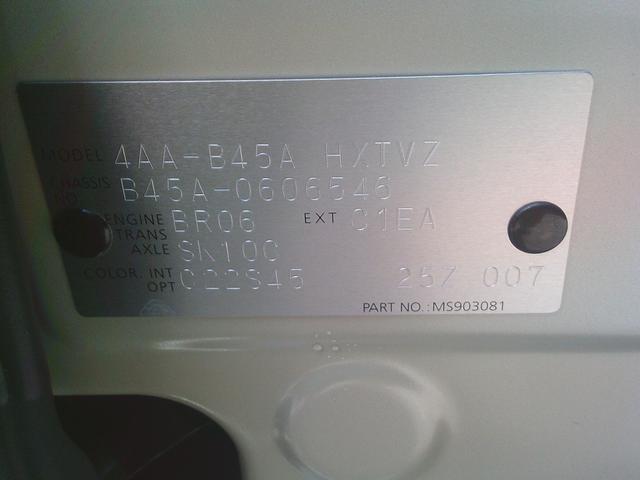 MODEL 4AA-B45A HXTVZ
CHASSIS NO. B45A-0606546
ENGINE BR06 EXT C1EA
TRANS AXLE SK10C
COLOR. INT OPT C22S45 25Z 007
PART NO.: MS903081